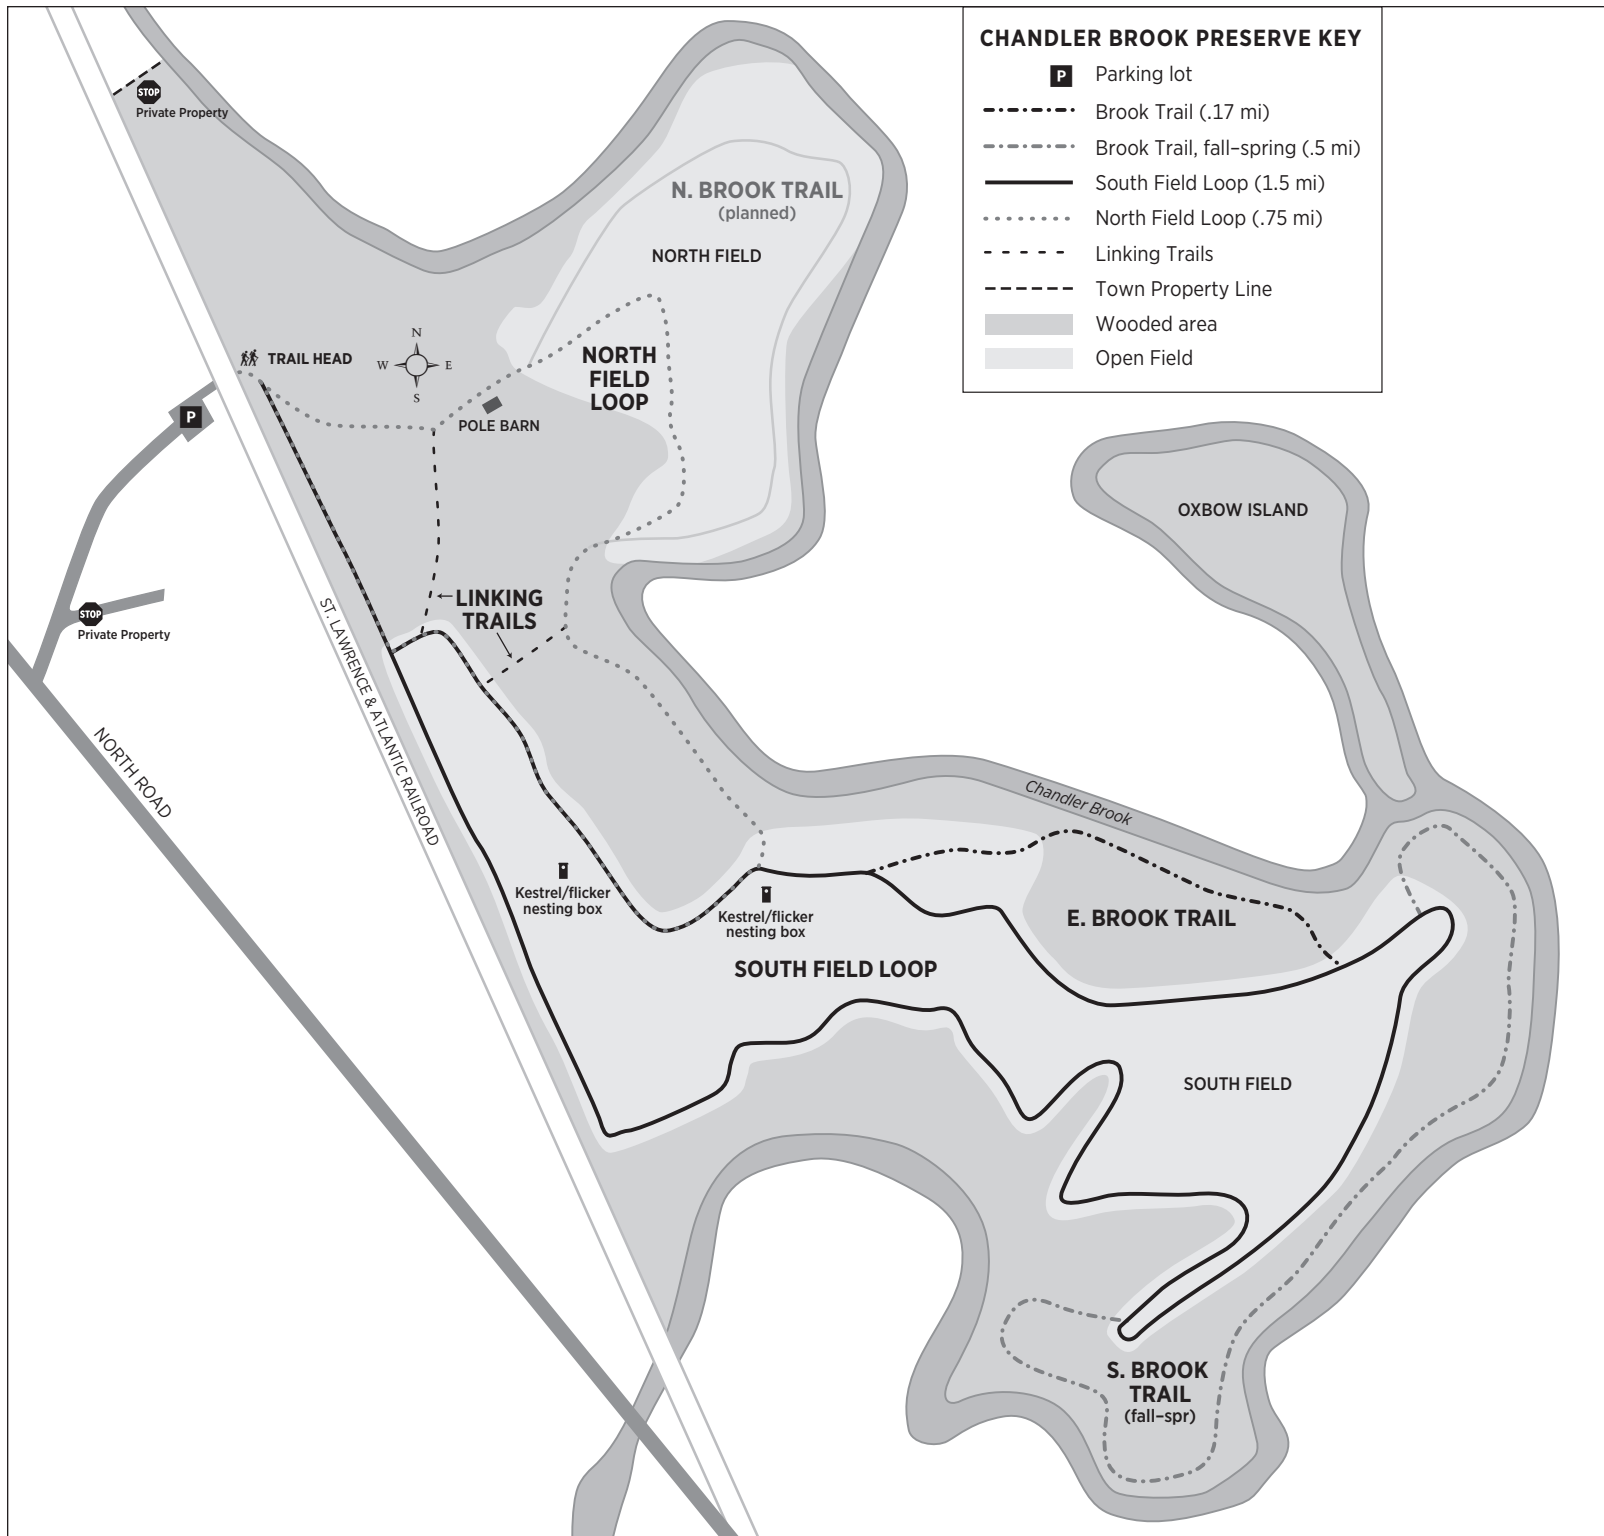 CHANDLER BROOK PRESERVE KEY
P
Parking lot
Brook Trail (.17 mi)
Brook Trail, fall–spring (.5 mi)
South Field Loop (1.5 mi)
North Field Loop (.75 mi)
Linking Trails
Town Property Line
Wooded area
Open Field
STOP
Private Property
N. BROOK TRAIL
(planned)
NORTH FIELD
N
W
E
S
TRAIL HEAD
NORTH
FIELD
LOOP
P
POLE BARN
OXBOW ISLAND
LINKING
TRAILS
STOP
Private Property
ST. LAWRENCE & ATLANTIC RAILROAD
NORTH ROAD
Chandler Brook
Kestrel/flicker
nesting box
Kestrel/flicker
nesting box
E. BROOK TRAIL
SOUTH FIELD LOOP
SOUTH FIELD
S. BROOK
TRAIL
(fall–spr)